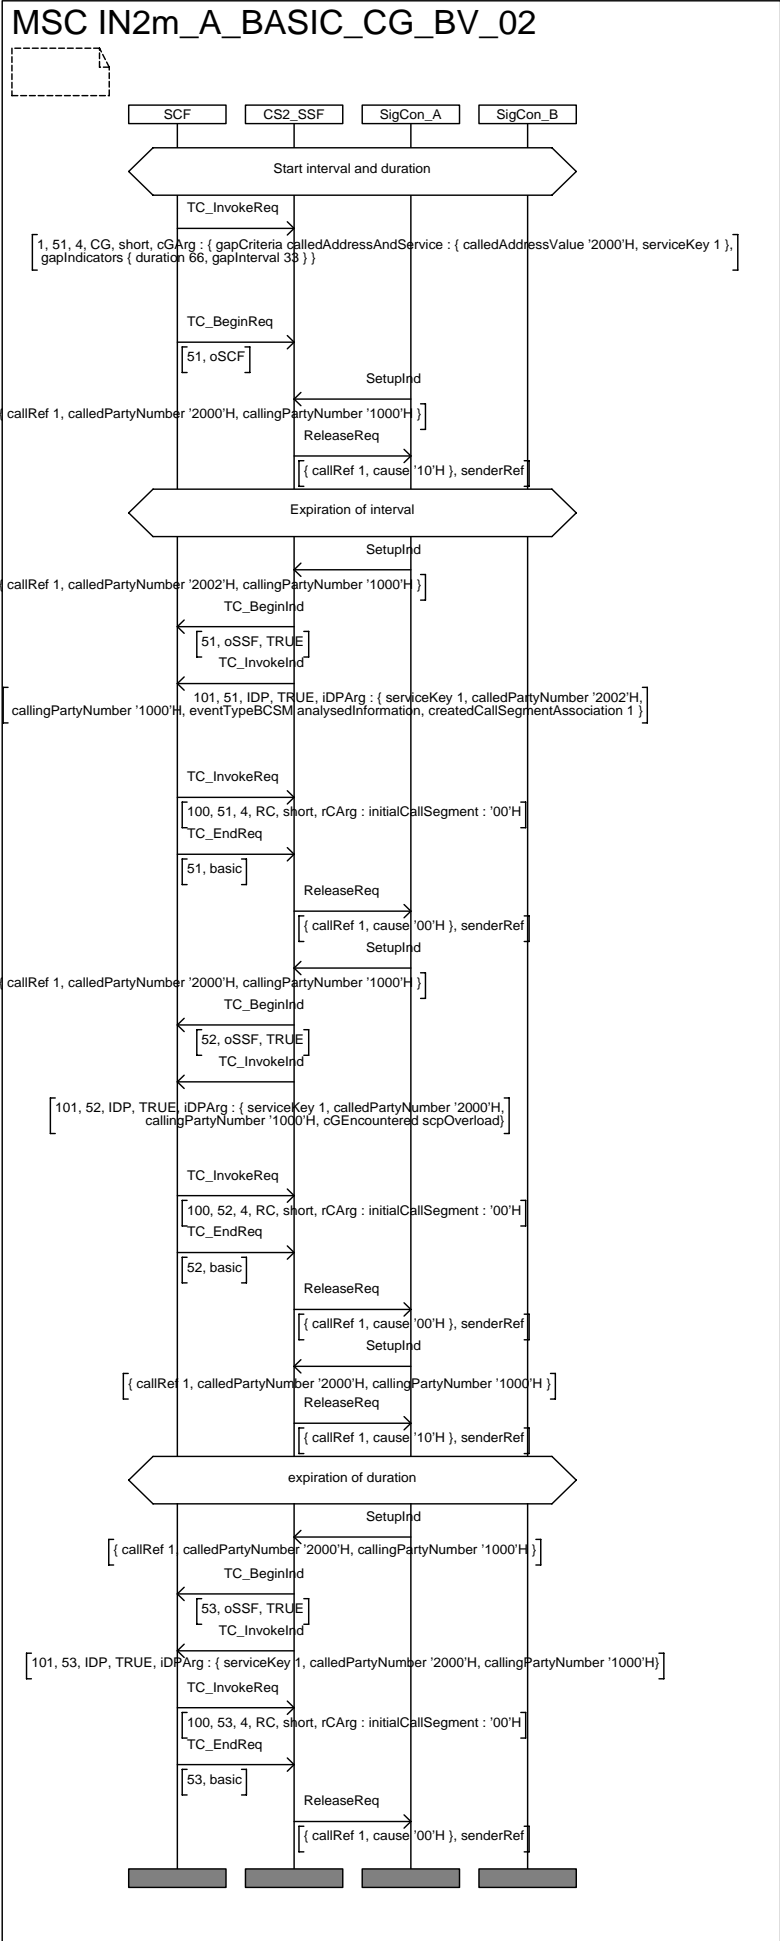 MSC IN2m_A_BASIC_CG_BV_02
SCF CS2_SSF SigCon_A SigCon_B
Start interval and duration
TC_InvokeReq
1, 51, 4, CG, short, cGArg : { gapCriteria calledAddressAndService : { calledAddressValue '2000'H, serviceKey 1 },
gapIndicators { duration 66, gapInterval 33 } }
TC_BeginReq
51, oSCF
SetupInd
{ callRef 1, calledPartyNumber '2000'H, callingPartyNumber '1000'H }
ReleaseReq
{ callRef 1, cause '10'H }, senderRef
Expiration of interval
SetupInd
{ callRef 1, calledPartyNumber '2002'H, callingPartyNumber '1000'H }
TC_BeginInd
51, oSSF, TRUE
TC_InvokeInd
101, 51, IDP, TRUE, iDPArg : { serviceKey 1, calledPartyNumber '2002'H,
callingPartyNumber '1000'H, eventTypeBCSM analysedInformation, createdCallSegmentAssociation 1 }
TC_InvokeReq
100, 51, 4, RC, short, rCArg : initialCallSegment : '00'H
TC_EndReq
51, basic
ReleaseReq
{ callRef 1, cause '00'H }, senderRef
SetupInd
{ callRef 1, calledPartyNumber '2000'H, callingPartyNumber '1000'H }
TC_BeginInd
52, oSSF, TRUE
TC_InvokeInd
101, 52, IDP, TRUE, iDPArg : { serviceKey 1, calledPartyNumber '2000'H,
callingPartyNumber '1000'H, cGEncountered scpOverload}
TC_InvokeReq
100, 52, 4, RC, short, rCArg : initialCallSegment : '00'H
TC_EndReq
52, basic
ReleaseReq
{ callRef 1, cause '00'H }, senderRef
SetupInd
{ callRef 1, calledPartyNumber '2000'H, callingPartyNumber '1000'H }
ReleaseReq
{ callRef 1, cause '10'H }, senderRef
expiration of duration
SetupInd
{ callRef 1, calledPartyNumber '2000'H, callingPartyNumber '1000'H }
TC_BeginInd
53, oSSF, TRUE
TC_InvokeInd
101, 53, IDP, TRUE, iDPArg : { serviceKey 1, calledPartyNumber '2000'H, callingPartyNumber '1000'H}
TC_InvokeReq
100, 53, 4, RC, short, rCArg : initialCallSegment : '00'H
TC_EndReq
53, basic
ReleaseReq
{ callRef 1, cause '00'H }, senderRef